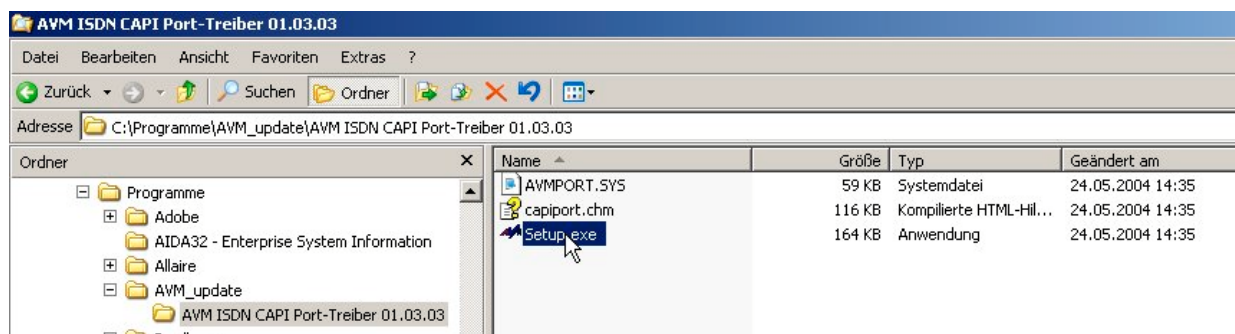 AVM ISDN CAPI Port-Treiber 01.03.03
Datei Bearbeiten Ansicht Favoriten Extras ?
Zurück Suchen Ordner
Adresse C:\Programme\AVM_update\AVM ISDN CAPI Port-Treiber 01.03.03
Ordner
Programme
Adobe
AIDA32 - Enterprise System Information
Allaire
AVM_update
AVM ISDN CAPI Port-Treiber 01.03.03
Name Größe Typ Geändert am
AVMPORT.SYS 59 KB Systemdatei 24.05.2004 14:35
capiport.chm 116 KB Kompilierte HTML-Hil... 24.05.2004 14:35
Setup.exe 164 KB Anwendung 24.05.2004 14:35